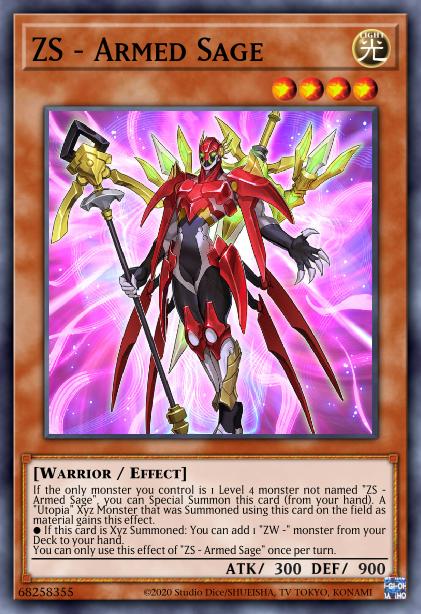 ZS - Armed Sage
LIGHT
光
[Warrior / Effect]
If the only monster you control is 1 Level 4 monster not named "ZS -
Armed Sage", you can Special Summon this card (from your hand). A
"Utopia" Xyz Monster that was Summoned using this card on the field as
material gains this effect.
● If this card is Xyz Summoned: You can add 1 "ZW -" monster from your
Deck to your hand.
You can only use this effect of "ZS - Armed Sage" once per turn.
ATK/ 300 DEF/ 900
68258355
©2020 Studio Dice/SHUEISHA, TV TOKYO, KONAMI